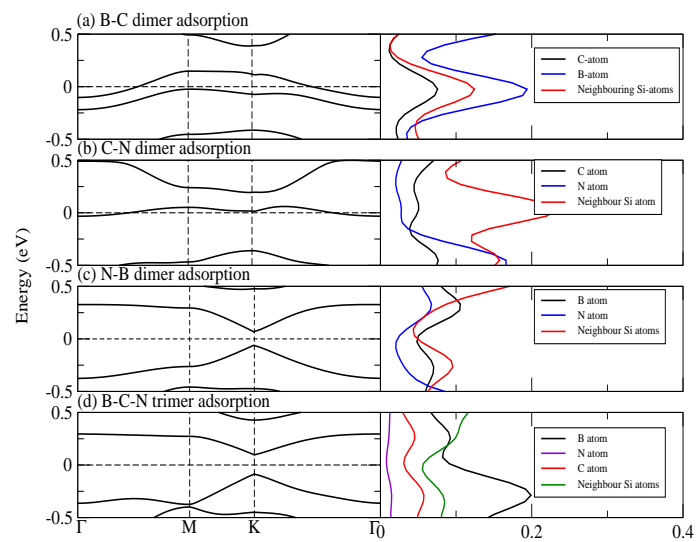 (a) B-C dimer adsorption
0.5
0
-0.5
C-atom
B-atom
Neighbouring Si-atoms
(b) C-N dimer adsorption
0.5
0
-0.5
C atom
N atom
Neighbour Si atom
(c) N-B dimer adsorption
0.5
0
-0.5
B atom
N atom
Neighbour Si atoms
(d) B-C-N trimer adsorption
0.5
0
-0.5
B atom
N atom
C atom
Neighbour Si atoms
Energy (eV)
Γ M K Γ
0 0.2 0.4